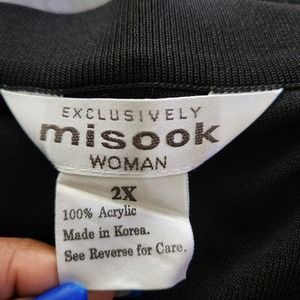 EXCLUSIVELY
misook
WOMAN
2X
100% Acrylic
Made in Korea.
See Reverse for Care.